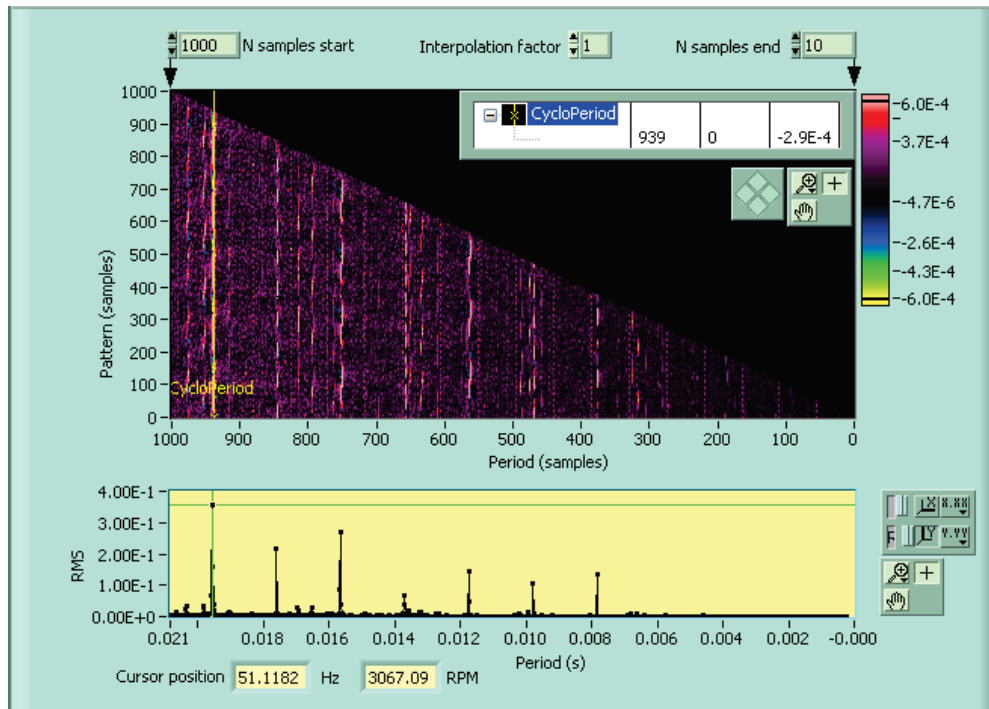 1000 N samples start
Interpolation factor 1
N samples end 10
CycloPeriod
939 0 -2.9E-4
1000
900
800
700
600
500
400
300
200
100
0
Pattern (samples)
CycloPeriod
6.0E-4
3.7E-4
-4.7E-6
-2.6E-4
-4.3E-4
-6.0E-4
1000 900 800 700 600 500 400 300 200 100 0
Period (samples)
4.00E-1
3.00E-1
2.00E-1
1.00E-1
0.00E+0
RMS
X X.XX
Y Y.YY
0.021 0.018 0.016 0.014 0.012 0.010 0.008 0.006 0.004 0.002 -0.000
Period (s)
Cursor position 51.1182 Hz 3067.09 RPM